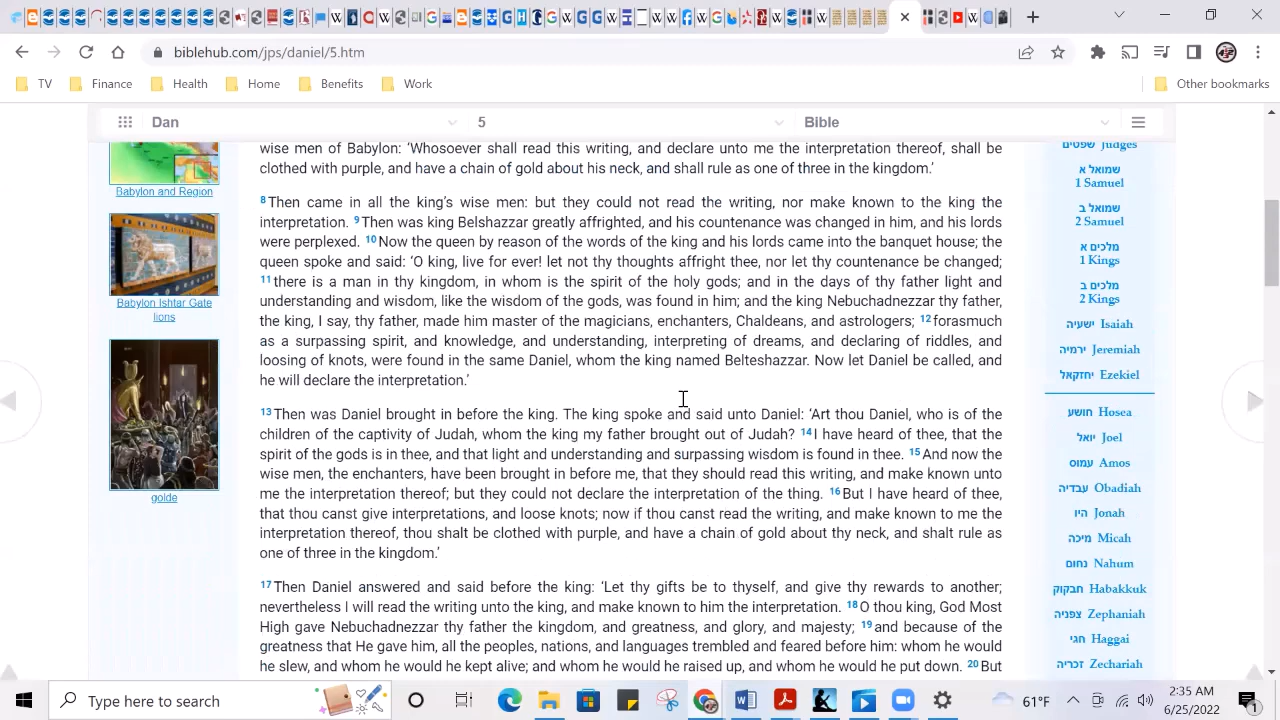 biblehub.com/jps/daniel/5.htm
TV Finance Health Home Benefits Work Other bookmarks
Dan 5 Bible
Babylon and Region
Babylon Ishtar Gate
lions
golde
wise men of Babylon: ‘Whosoever shall read this writing, and declare unto me the interpretation thereof, shall be
clothed with purple, and have a chain of gold about his neck, and shall rule as one of three in the kingdom.’
8 Then came in all the king’s wise men: but they could not read the writing, nor make known to the king the
interpretation. 9 Then was king Belshazzar greatly affrighted, and his countenance was changed in him, and his lords
were perplexed. 10 Now the queen by reason of the words of the king and his lords came into the banquet house; the
queen spoke and said: ‘O king, live for ever! let not thy thoughts affright thee, nor let thy countenance be changed;
11 there is a man in thy kingdom, in whom is the spirit of the holy gods; and in the days of thy father light and
understanding and wisdom, like the wisdom of the gods, was found in him; and the king Nebuchadnezzar thy father,
the king, I say, thy father, made him master of the magicians, enchanters, Chaldeans, and astrologers; 12 forasmuch
as a surpassing spirit, and knowledge, and understanding, interpreting of dreams, and declaring of riddles, and
loosing of knots, were found in the same Daniel, whom the king named Belteshazzar. Now let Daniel be called, and
he will declare the interpretation.’
13 Then was Daniel brought in before the king. The king spoke and said unto Daniel: ‘Art thou Daniel, who is of the
children of the captivity of Judah, whom the king my father brought out of Judah? 14 I have heard of thee, that the
spirit of the gods is in thee, and that light and understanding and surpassing wisdom is found in thee. 15 And now the
wise men, the enchanters, have been brought in before me, that they should read this writing, and make known unto
me the interpretation thereof; but they could not declare the interpretation of the thing. 16 But I have heard of thee,
that thou canst give interpretations, and loose knots; now if thou canst read the writing, and make known to me the
interpretation thereof, thou shalt be clothed with purple, and have a chain of gold about thy neck, and shalt rule as
one of three in the kingdom.’
17 Then Daniel answered and said before the king: ‘Let thy gifts be to thyself, and give thy rewards to another;
nevertheless I will read the writing unto the king, and make known to him the interpretation. 18 O thou king, God Most
High gave Nebuchadnezzar thy father the kingdom, and greatness, and glory, and majesty; 19 and because of the
greatness that He gave him, all the peoples, nations, and languages trembled and feared before him: whom he would
he slew, and whom he would he kept alive; and whom he would he raised up, and whom he would he put down. 20 But
שפטים Judges
שמואל א
1 Samuel
שמואל ב
2 Samuel
מלכים א
1 Kings
מלכים ב
2 Kings
ישעיה Isaiah
ירמיה Jeremiah
יחזקאל Ezekiel
הושע Hosea
יואל Joel
עמוס Amos
עבדיה Obadiah
Jonah
מיכה Micah
נחום Nahum
חבקוק Habakkuk
צפניה Zephaniah
חגי Haggai
זכריה Zechariah
Type here to search
61°F
2:35 AM
6/25/2022